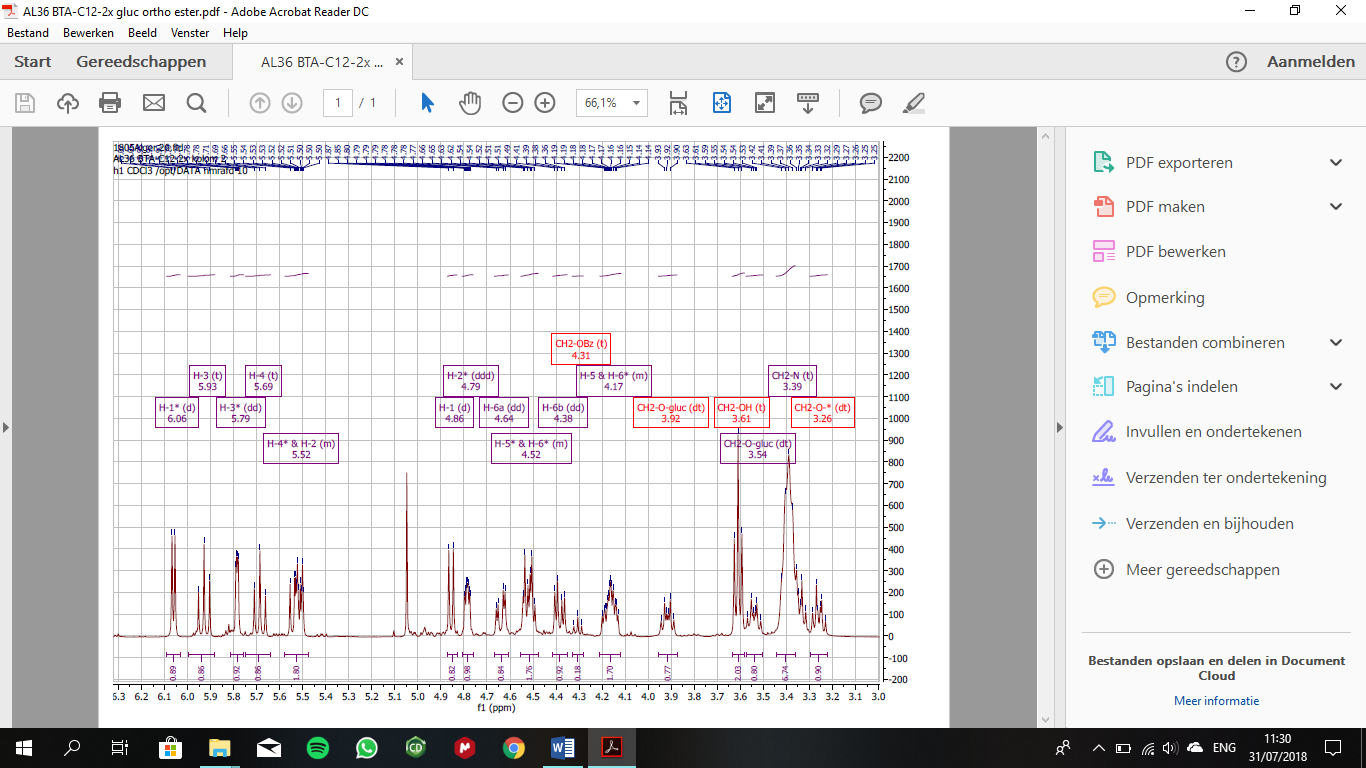 AL36 BTA-C12-2x gluc ortho ester.pdf - Adobe Acrobat Reader DC
Bestand Bewerken Beeld Venster Help
Start Gereedschappen AL36 BTA-C12-2x ... × Aanmelden
1 / 1 66,1%
AL36 BTA-C12-2x kolom 2
h1 CDCl3 /opt/DATA nmrafd 10
CH2-OBz (t)
4.31
H-3 (t) H-4 (t) H-2* (ddd) H-5 & H-6* (m) CH2-N (t)
5.93 5.69 4.79 4.17 3.39
H-1* (d) H-3* (dd) H-1 (d) H-6a (dd) H-6b (dd) CH2-O-gluc (dt) CH2-OH (t) CH2-O-* (dt)
6.06 5.79 4.86 4.64 4.38 3.92 3.61 3.26
H-4* & H-2 (m) H-5* & H-6* (m) CH2-O-gluc (dt)
5.52 4.52 3.54
2200
2100
2000
1900
1800
1700
1600
1500
1400
1300
1200
1100
1000
900
800
700
600
500
400
300
200
100
0
-100
-200
0.89 0.86 0.92 0.86 1.80 0.82 0.98 0.84 1.76 0.92 0.18 1.70 0.77 2.03 0.80 6.74 0.90
5.3 6.2 6.1 6.0 5.9 5.8 5.7 5.6 5.5 5.4 5.3 5.2 5.1 5.0 4.9 4.8 4.7 4.6 4.5 4.4 4.3 4.2 4.1 4.0 3.9 3.8 3.7 3.6 3.5 3.4 3.3 3.2 3.1 3.0
f1 (ppm)
PDF exporteren
PDF maken
PDF bewerken
Opmerking
Bestanden combineren
Pagina's indelen
Invullen en ondertekenen
Verzenden ter ondertekening
Verzenden en bijhouden
Meer gereedschappen
Bestanden opslaan en delen in Document
Cloud
Meer informatie
ENG
11:30
31/07/2018